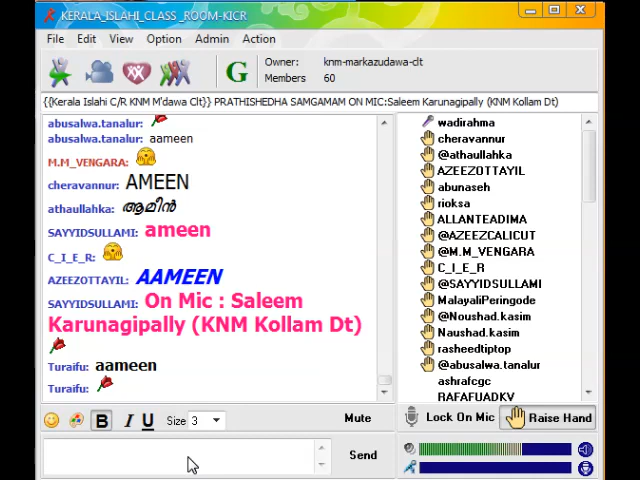 KERALA_ISLAHI_CLASS_ROOM-KICR
File Edit View Option Admin Action
G
Owner: knm-markazudawa-clt
Members 60
{{Kerala Islahi C/R KNM M'dawa Clt}} PRATHISHEDHA SAMGAMAM ON MIC:Saleem Karunagipally (KNM Kollam Dt)
abusalwa.tanalur:
abusalwa.tanalur: aameen
M.M_VENGARA:
cheravannur: AMEEN
athaullahka: ആമീൻ
SAYYIDSULLAMI: ameen
C_I_E_R:
AZEEZOTTAYIL: AAMEEN
SAYYIDSULLAMI: On Mic : Saleem
Karunagipally (KNM Kollam Dt)
Turaifu: aameen
Turaifu:
wadirahma
cheravannur
@athaullahka
AZEEZOTTAYIL
abunaseh
rioksa
ALLANTEADIMA
@AZEEZCALICUT
@M.M_VENGARA
C_I_E_R
@SAYYIDSULLAMI
MalayaliPeringode
@Noushad.kasim
Naushad.kasim
rasheedtiptop
@abusalwa.tanalur
ashrafcgc
RAFAFUADKV
B I U Size 3 Mute
Lock On Mic Raise Hand
Send